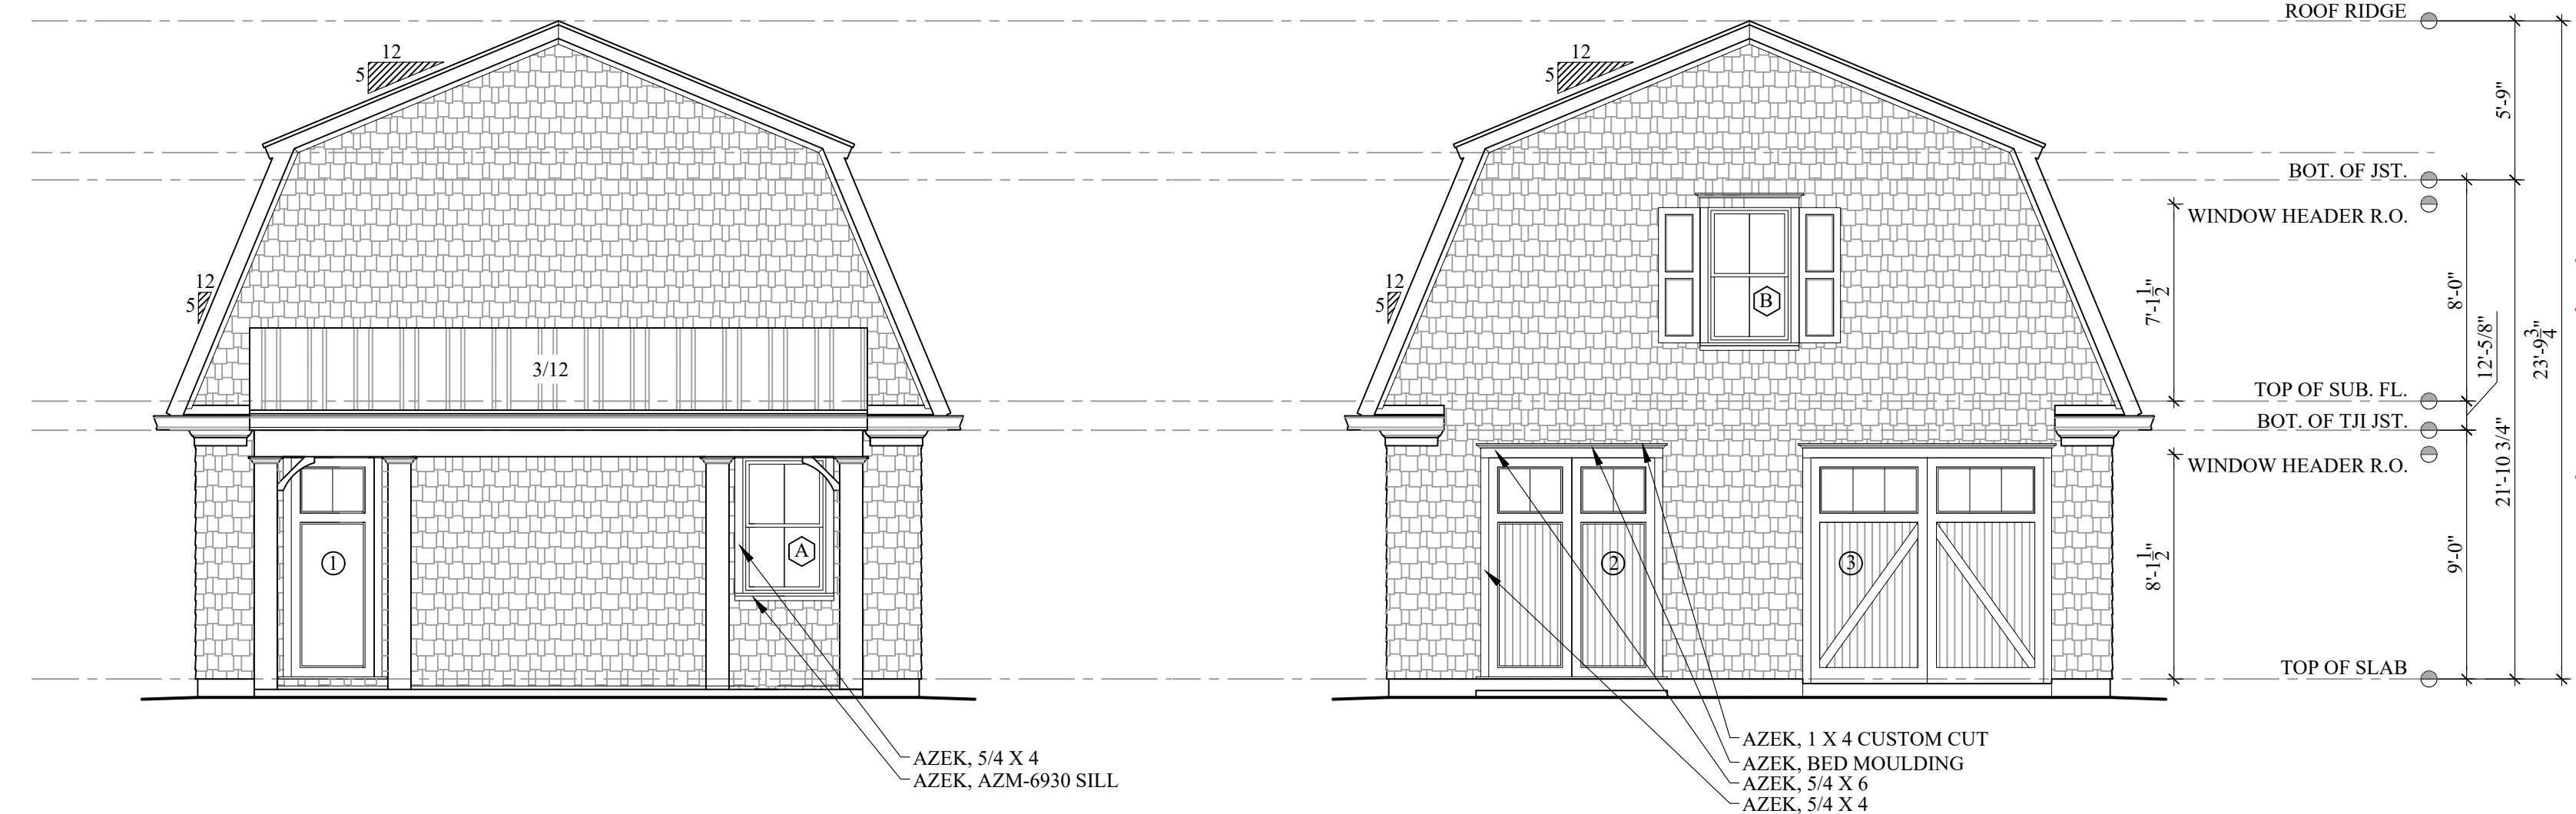 12
5
12
5
3/12
1
A
AZEK, 5/4 X 4
AZEK, AZM-6930 SILL
12
5
12
5
B
2
3
AZEK, 1 X 4 CUSTOM CUT
AZEK, BED MOULDING
AZEK, 5/4 X 6
AZEK, 5/4 X 4
ROOF RIDGE
BOT. OF JST.
WINDOW HEADER R.O.
TOP OF SUB. FL.
BOT. OF TJI JST.
WINDOW HEADER R.O.
TOP OF SLAB
7'-1 1/2"
8'-1 1/2"
8'-0"
9'-0"
12'-5/8"
5'-9"
21'-10 3/4"
23'-9 3/4"